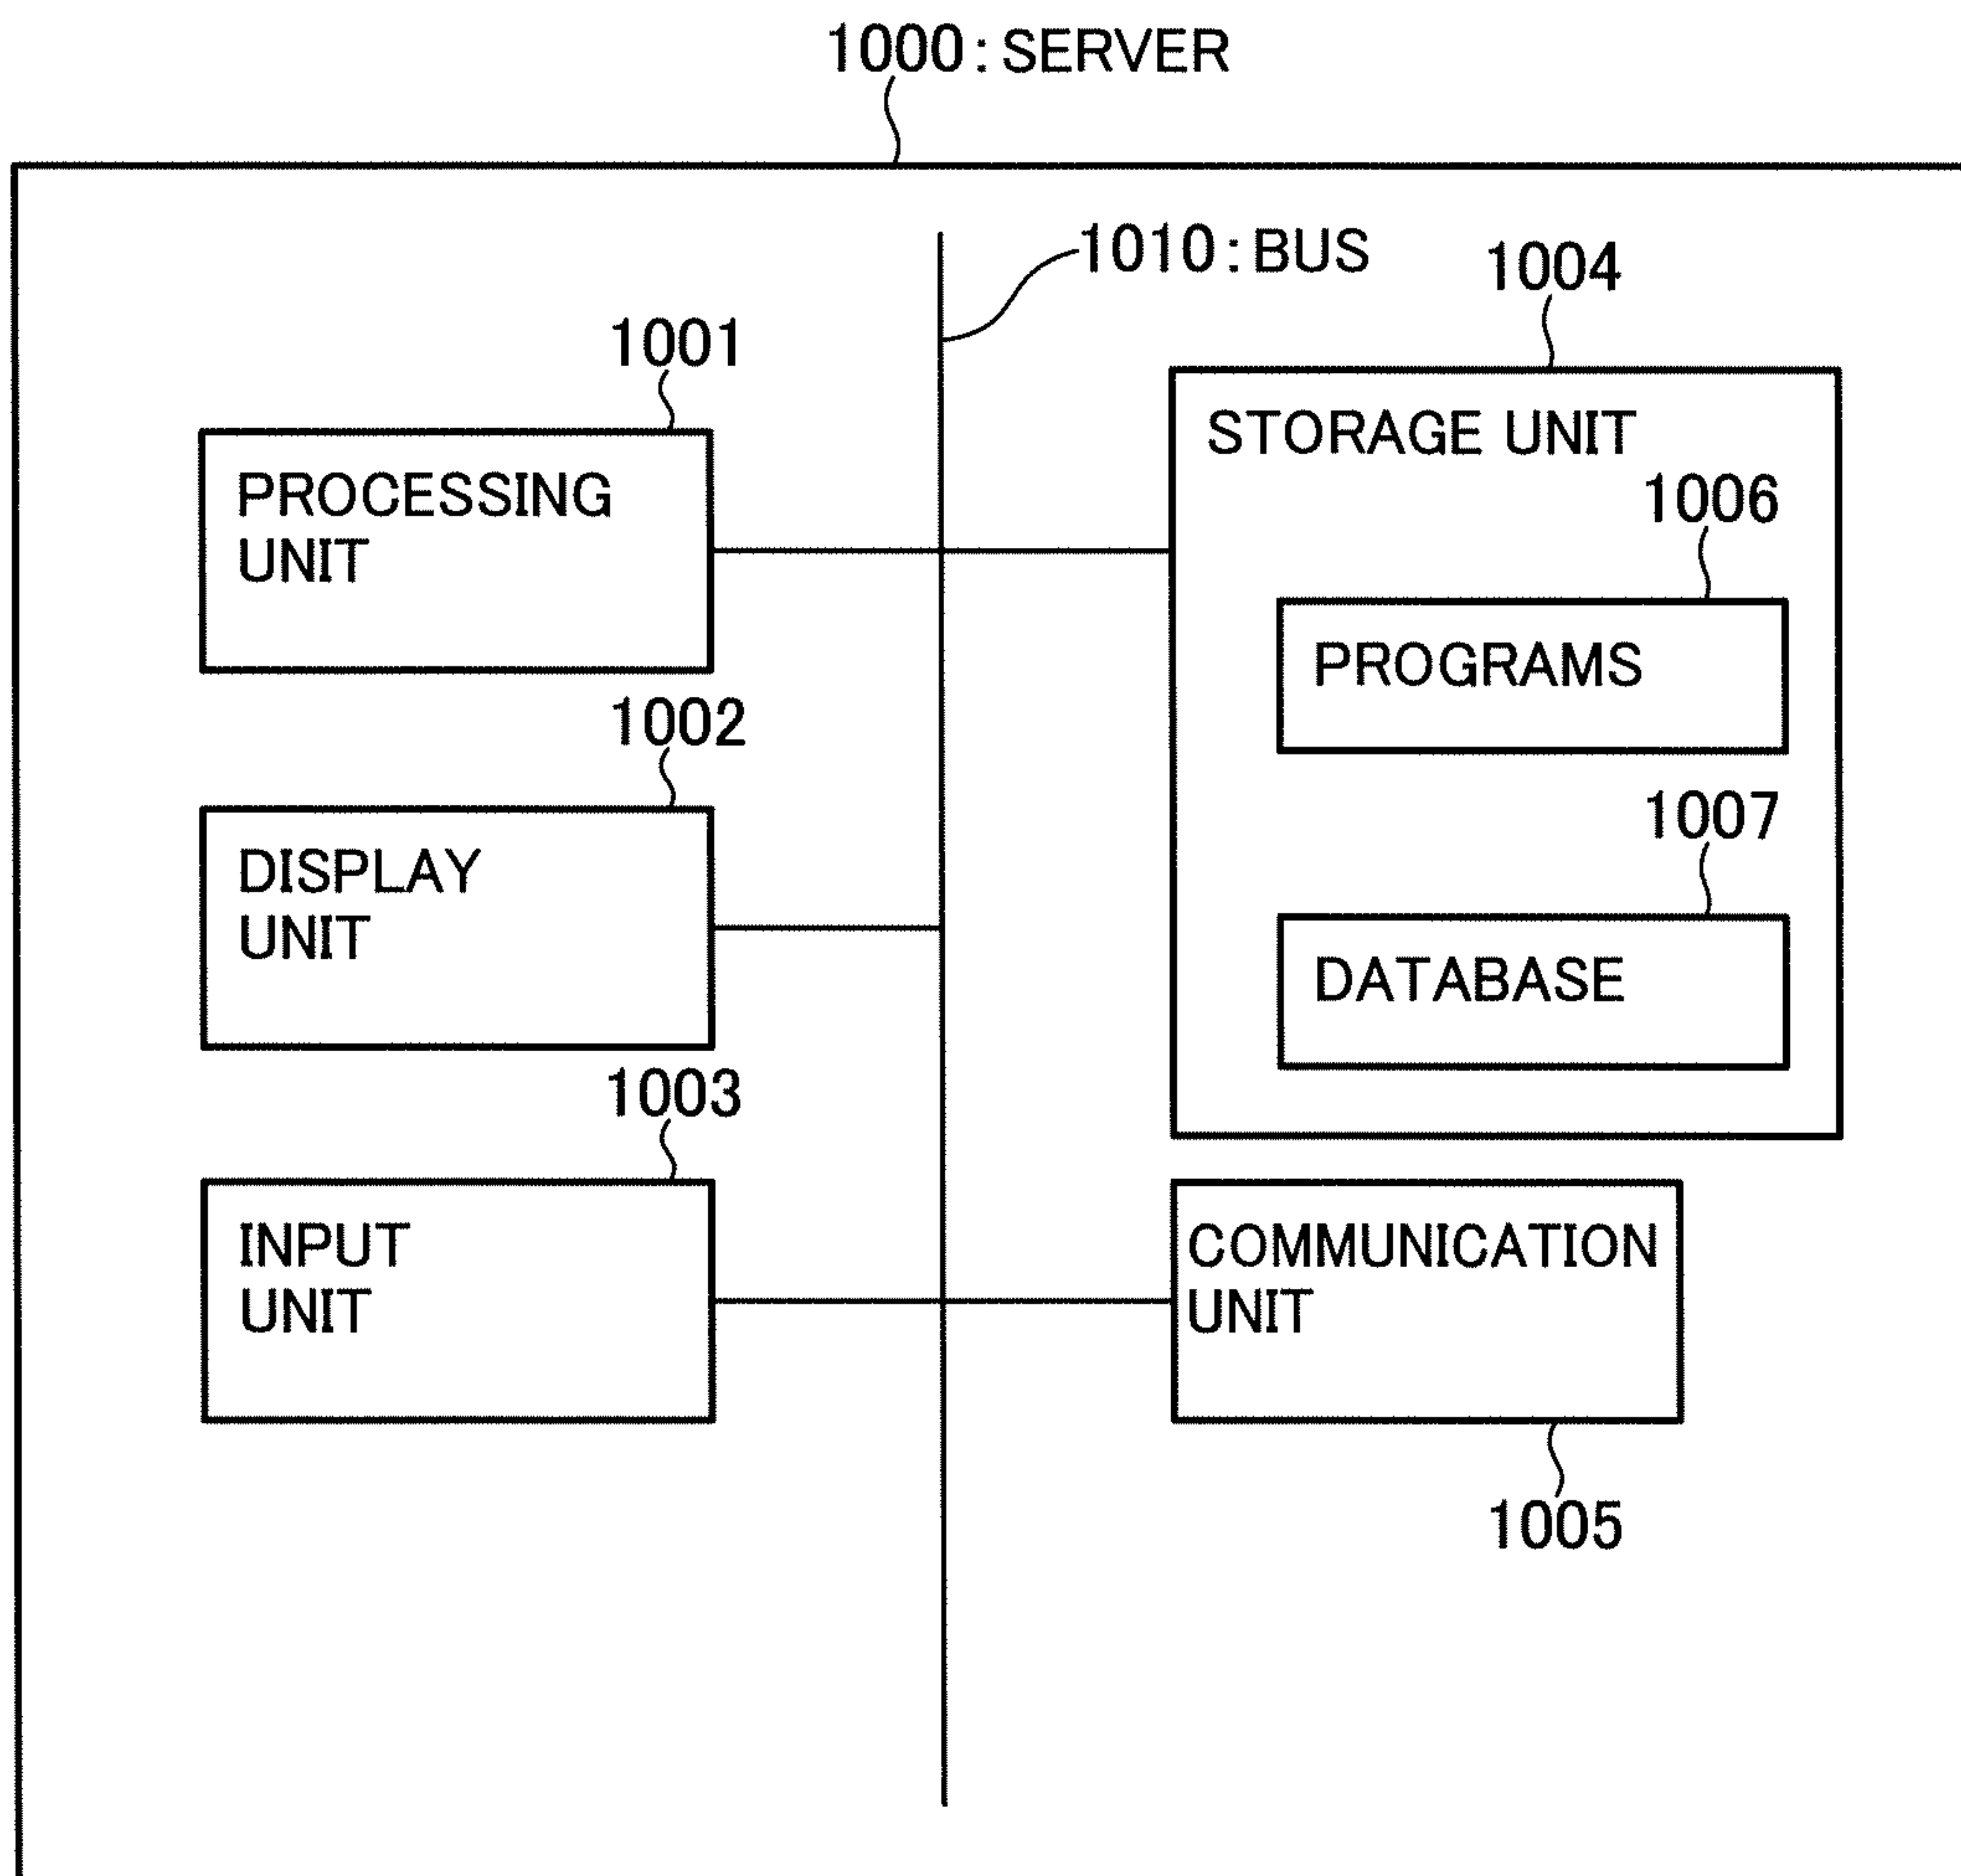 1000:SERVER
1010:BUS
1004
1001
STORAGE UNIT
PROCESSING
UNIT
1006
PROGRAMS
1002
1007
DISPLAY
UNIT
DATABASE
1003
INPUT
UNIT
COMMUNICATION
UNIT
1005